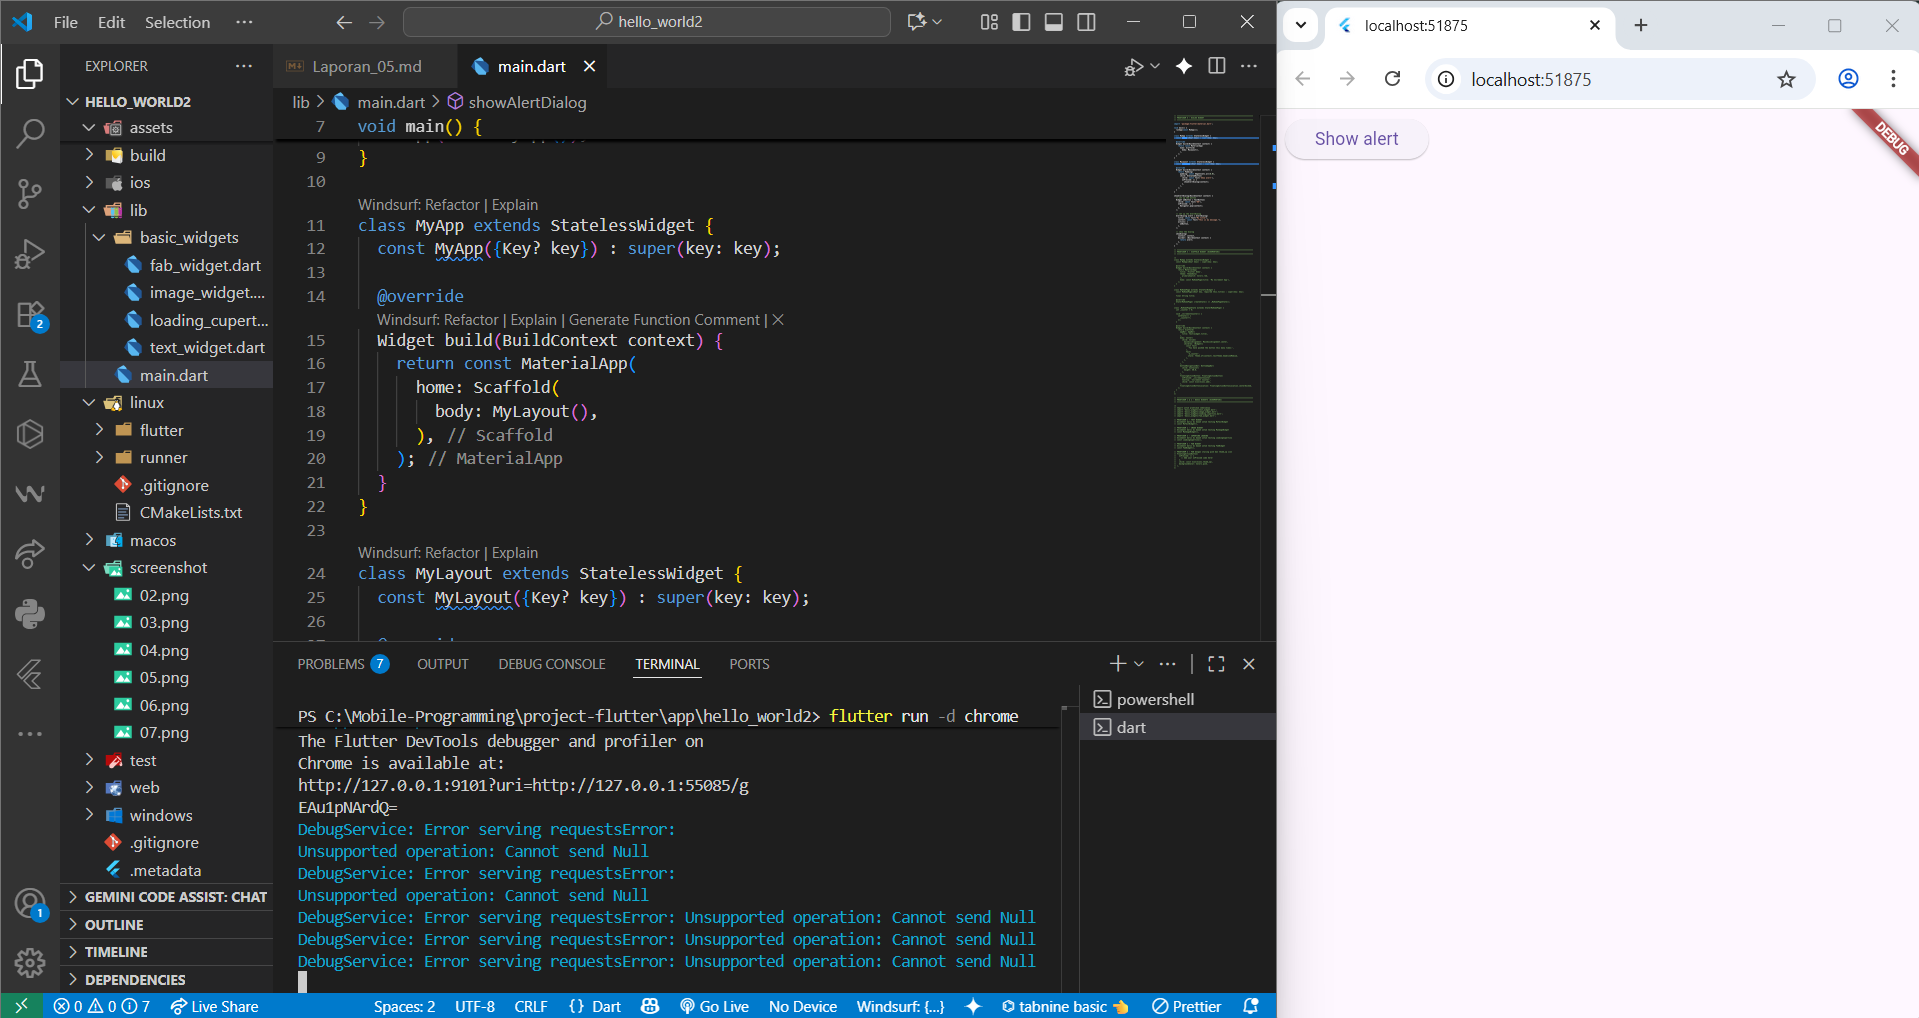 File Edit Selection ···
hello_world2
EXPLORER
HELLO_WORLD2
assets
build
ios
lib
basic_widgets
fab_widget.dart
image_widget....
loading_cupert...
text_widget.dart
main.dart
linux
flutter
runner
.gitignore
CMakeLists.txt
macos
screenshot
02.png
03.png
04.png
05.png
06.png
07.png
test
web
windows
.gitignore
.metadata
GEMINI CODE ASSIST: CHAT
OUTLINE
TIMELINE
DEPENDENCIES
2
1
Laporan_05.md
main.dart
lib > main.dart > showAlertDialog
7 void main() {
9 }
10
Windsurf: Refactor | Explain
11 class MyApp extends StatelessWidget {
12 const MyApp({Key? key}) : super(key: key);
13
14 @override
Windsurf: Refactor | Explain | Generate Function Comment | X
15 Widget build(BuildContext context) {
16 return const MaterialApp(
17 home: Scaffold(
18 body: MyLayout(),
19 ), // Scaffold
20 ); // MaterialApp
21 }
22 }
23
Windsurf: Refactor | Explain
24 class MyLayout extends StatelessWidget {
25 const MyLayout({Key? key}) : super(key: key);
26
PROBLEMS 7 OUTPUT DEBUG CONSOLE TERMINAL PORTS
powershell
dart
PS C:\Mobile-Programming\project-flutter\app\hello_world2> flutter run -d chrome
The Flutter DevTools debugger and profiler on
Chrome is available at:
http://127.0.0.1:9101?uri=http://127.0.0.1:55085/g
EAu1pNArdQ=
DebugService: Error serving requestsError:
Unsupported operation: Cannot send Null
DebugService: Error serving requestsError:
Unsupported operation: Cannot send Null
DebugService: Error serving requestsError: Unsupported operation: Cannot send Null
DebugService: Error serving requestsError: Unsupported operation: Cannot send Null
DebugService: Error serving requestsError: Unsupported operation: Cannot send Null
0 0 7 Live Share Spaces: 2 UTF-8 CRLF {} Dart Go Live No Device Windsurf: {...} tabnine basic Prettier
localhost:51875
localhost:51875
Show alert
DEBUG